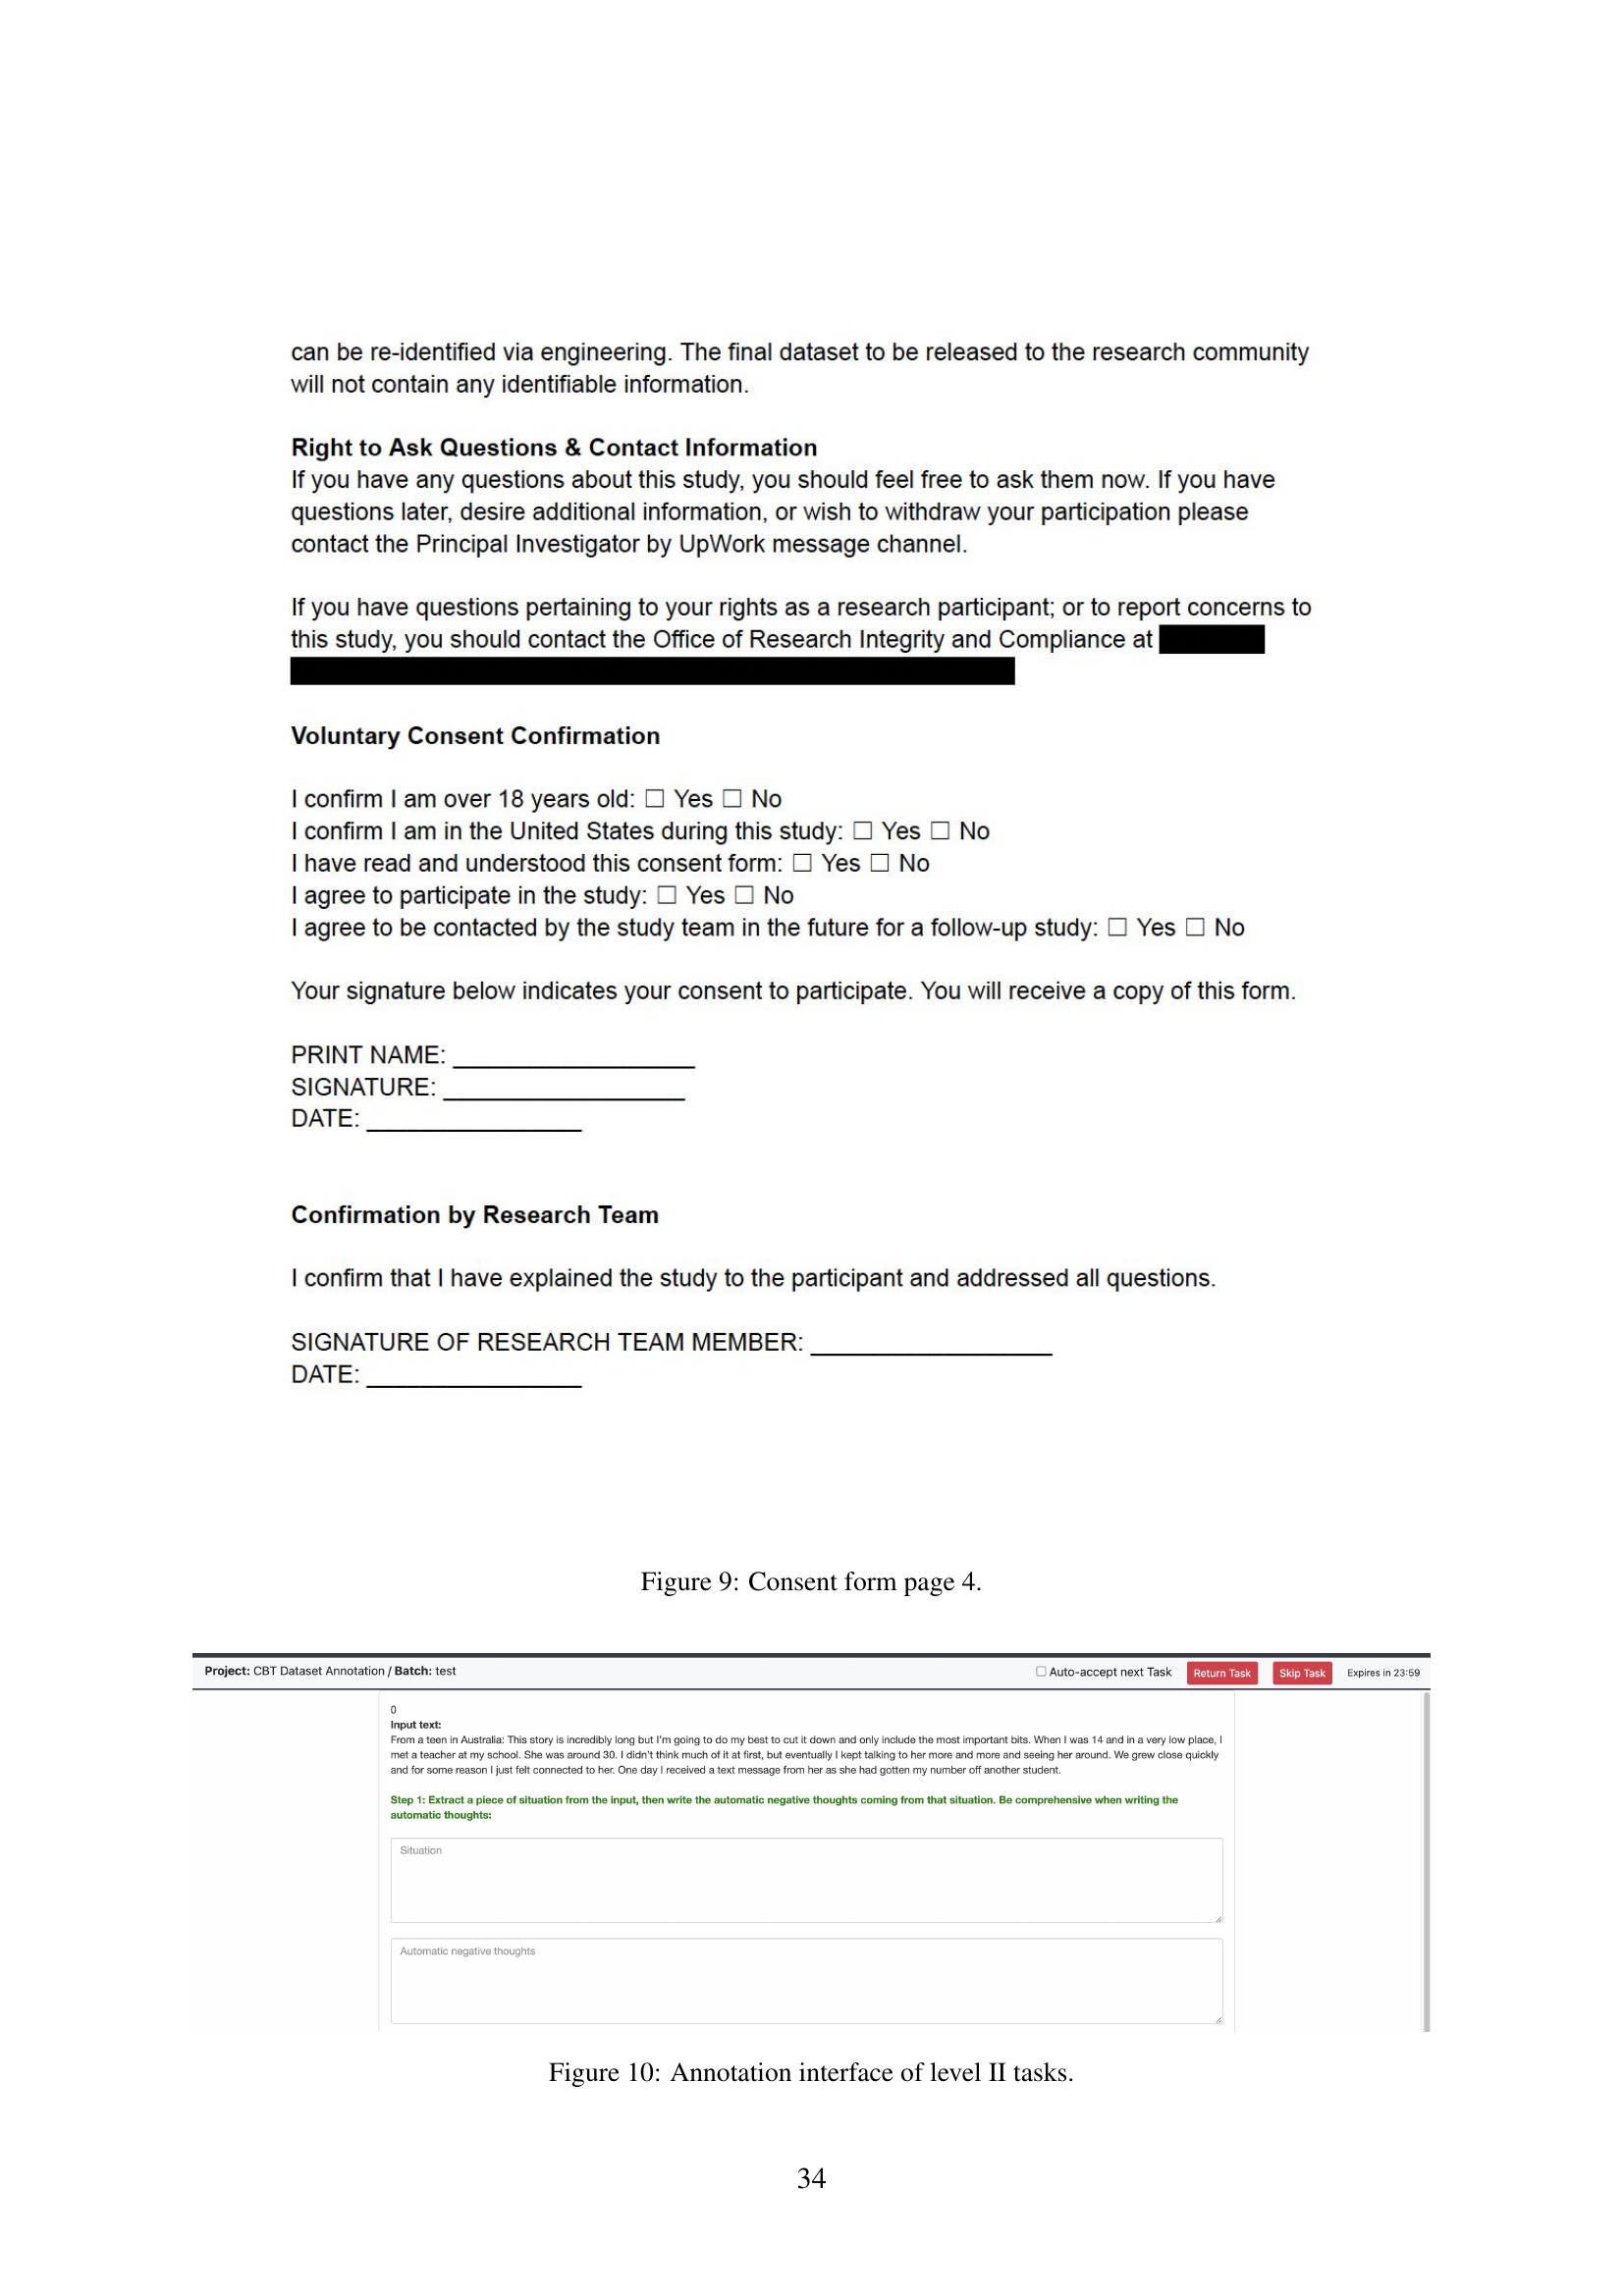 can be re-identified via engineering. The final dataset to be released to the research community
will not contain any identifiable information.
Right to Ask Questions & Contact Information
If you have any questions about this study, you should feel free to ask them now. If you have
questions later, desire additional information, or wish to withdraw your participation please
contact the Principal Investigator by UpWork message channel.
If you have questions pertaining to your rights as a research participant; or to report concerns to
this study, you should contact the Office of Research Integrity and Compliance at
Voluntary Consent Confirmation
I confirm I am over 18 years old: ☐ Yes ☐ No
I confirm I am in the United States during this study: ☐ Yes ☐ No
I have read and understood this consent form: ☐ Yes ☐ No
I agree to participate in the study: ☐ Yes ☐ No
I agree to be contacted by the study team in the future for a follow-up study: ☐ Yes ☐ No
Your signature below indicates your consent to participate. You will receive a copy of this form.
PRINT NAME: __________________
SIGNATURE: __________________
DATE: ________________
Confirmation by Research Team
I confirm that I have explained the study to the participant and addressed all questions.
SIGNATURE OF RESEARCH TEAM MEMBER: __________________
DATE: ________________
Figure 9: Consent form page 4.
Project: CBT Dataset Annotation / Batch: test ☐ Auto-accept next Task Return Task Skip Task Expires in 23:59
0
Input text:
From a teen in Australia: This story is incredibly long but I'm going to do my best to cut it down and only include the most important bits. When I was 14 and in a very low place, I
met a teacher at my school. She was around 30. I didn't think much of it at first, but eventually I kept talking to her more and more and seeing her around. We grew close quickly
and for some reason I just felt connected to her. One day I received a text message from her as she had gotten my number off another student.
Step 1: Extract a piece of situation from the input, then write the automatic negative thoughts coming from that situation. Be comprehensive when writing the
automatic thoughts:
Situation
Automatic negative thoughts
Figure 10: Annotation interface of level II tasks.
34